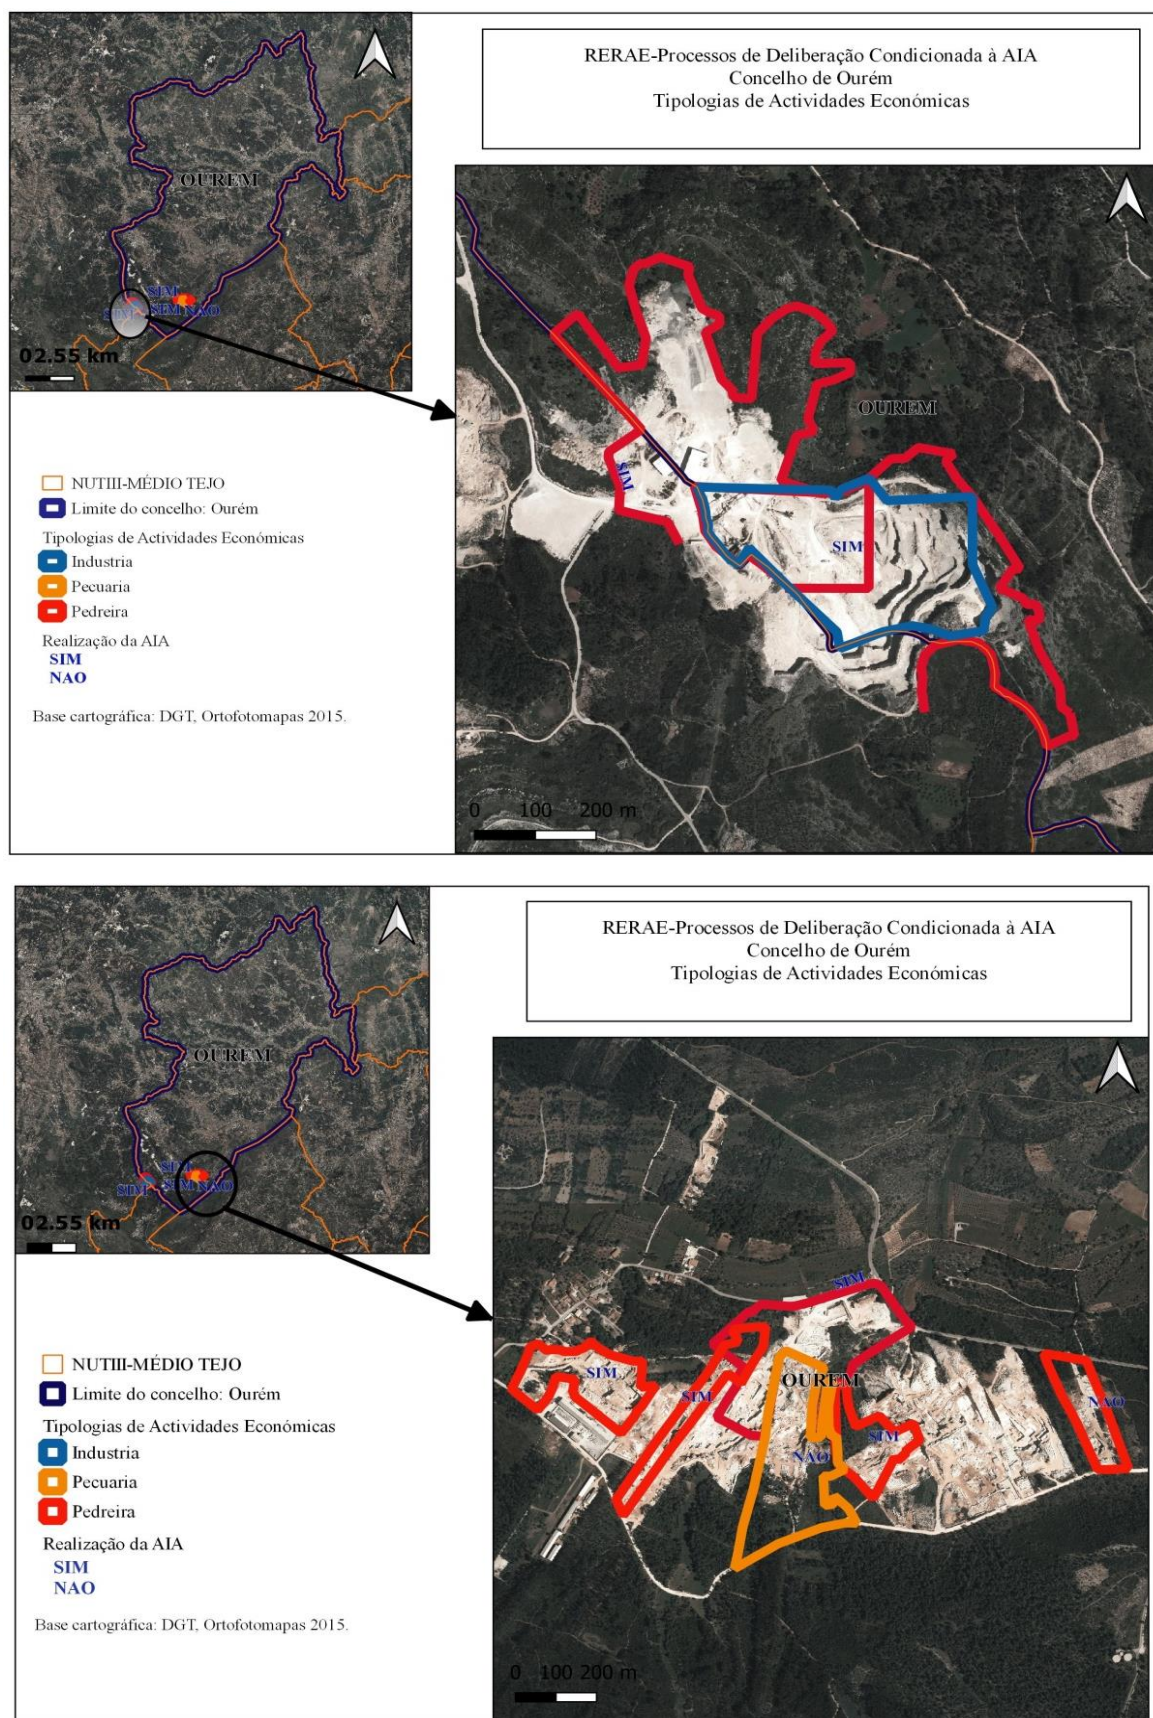 RERAE-Processos de Deliberação Condicionada à AIA
Concelho de Ourém
Tipologias de Actividades Económicas
OUREM
SIM
SIM
SIM NAO
02.55 km
OUREM
SIM
SIM
0 100 200 m
NUTIII-MÉDIO TEJO
Limite do concelho: Ourém
Tipologias de Actividades Económicas
Industria
Pecuaria
Pedreira
Realização da AIA
SIM
NAO
Base cartográfica: DGT, Ortofotomapas 2015.
RERAE-Processos de Deliberação Condicionada à AIA
Concelho de Ourém
Tipologias de Actividades Económicas
OUREM
SIM
SIM
SIM NAO
02.55 km
SIM
SIM
OUREM
SIM
NAO
NAO
SIM
0 100 200 m
NUTIII-MÉDIO TEJO
Limite do concelho: Ourém
Tipologias de Actividades Económicas
Industria
Pecuaria
Pedreira
Realização da AIA
SIM
NAO
Base cartográfica: DGT, Ortofotomapas 2015.